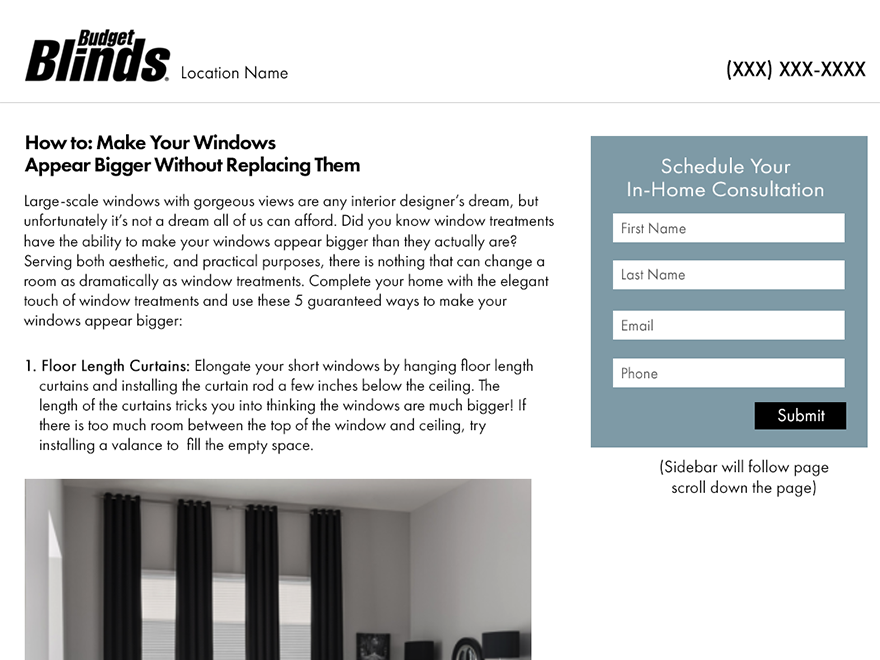 Budget
Blinds
Location Name
(XXX) XXX-XXXX
How to: Make Your Windows
Appear Bigger Without Replacing Them
Large-scale windows with gorgeous views are any interior designer's dream, but
unfortunately it's not a dream all of us can afford. Did you know window treatments
have the ability to make your windows appear bigger than they actually are?
Serving both aesthetic, and practical purposes, there is nothing that can change a
room as dramatically as window treatments. Complete your home with the elegant
touch of window treatments and use these 5 guaranteed ways to make your
windows appear bigger:
1. Floor Length Curtains: Elongate your short windows by hanging floor length
curtains and installing the curtain rod a few inches below the ceiling. The
length of the curtains tricks you into thinking the windows are much bigger! If
there is too much room between the top of the window and ceiling, try
installing a valance to fill the empty space.
Schedule Your
In-Home Consultation
First Name
Last Name
Email
Phone
Submit
(Sidebar will follow page
scroll down the page)